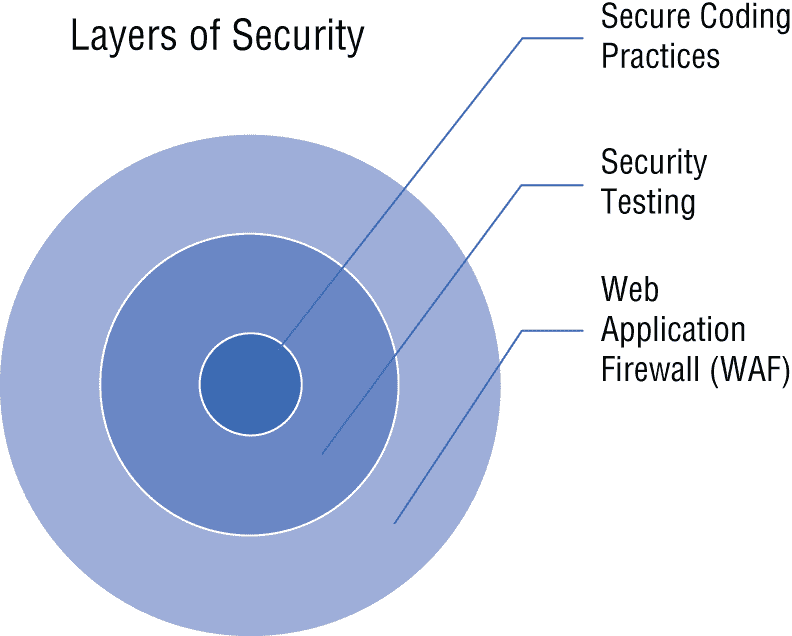 Layers of Security
Secure Coding
Practices
Security
Testing
Web
Application
Firewall (WAF)